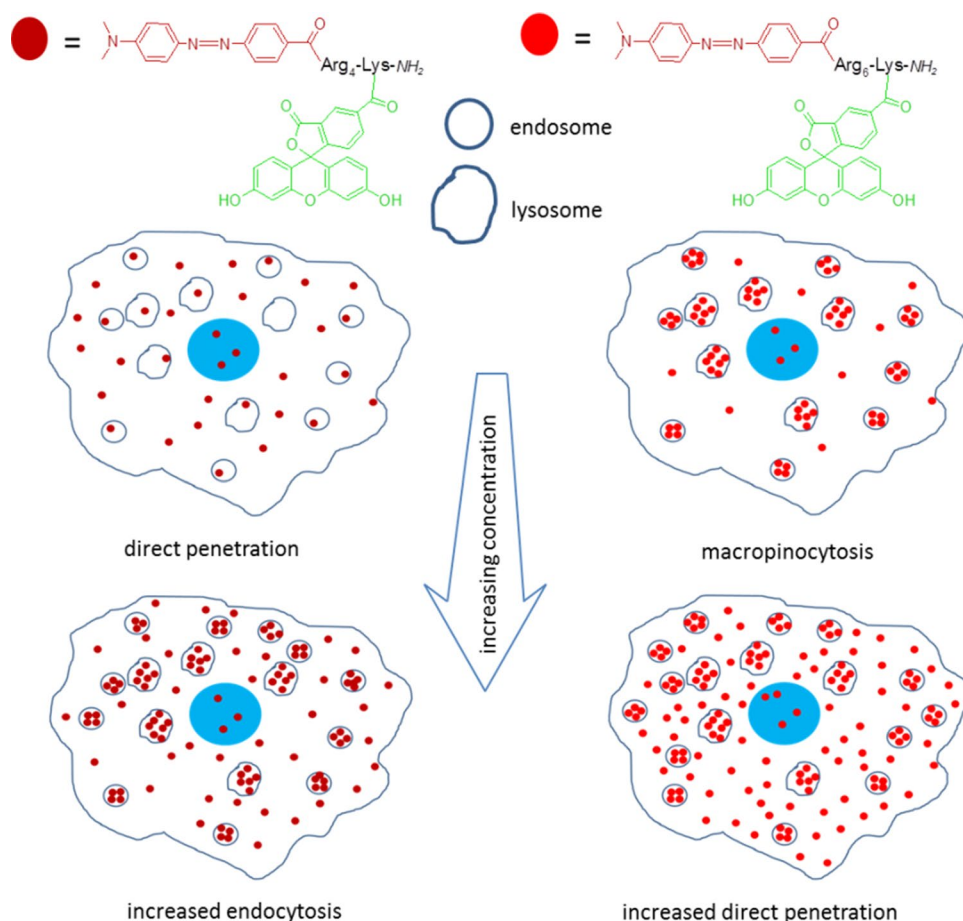 =
N
N=N
O
Arg₄-Lys-NH₂
O
O
O
HO
O
OH
=
N
N=N
O
Arg₆-Lys-NH₂
O
O
O
HO
O
OH
endosome
lysosome
direct penetration
macropinocytosis
increasing concentration
increased endocytosis
increased direct penetration